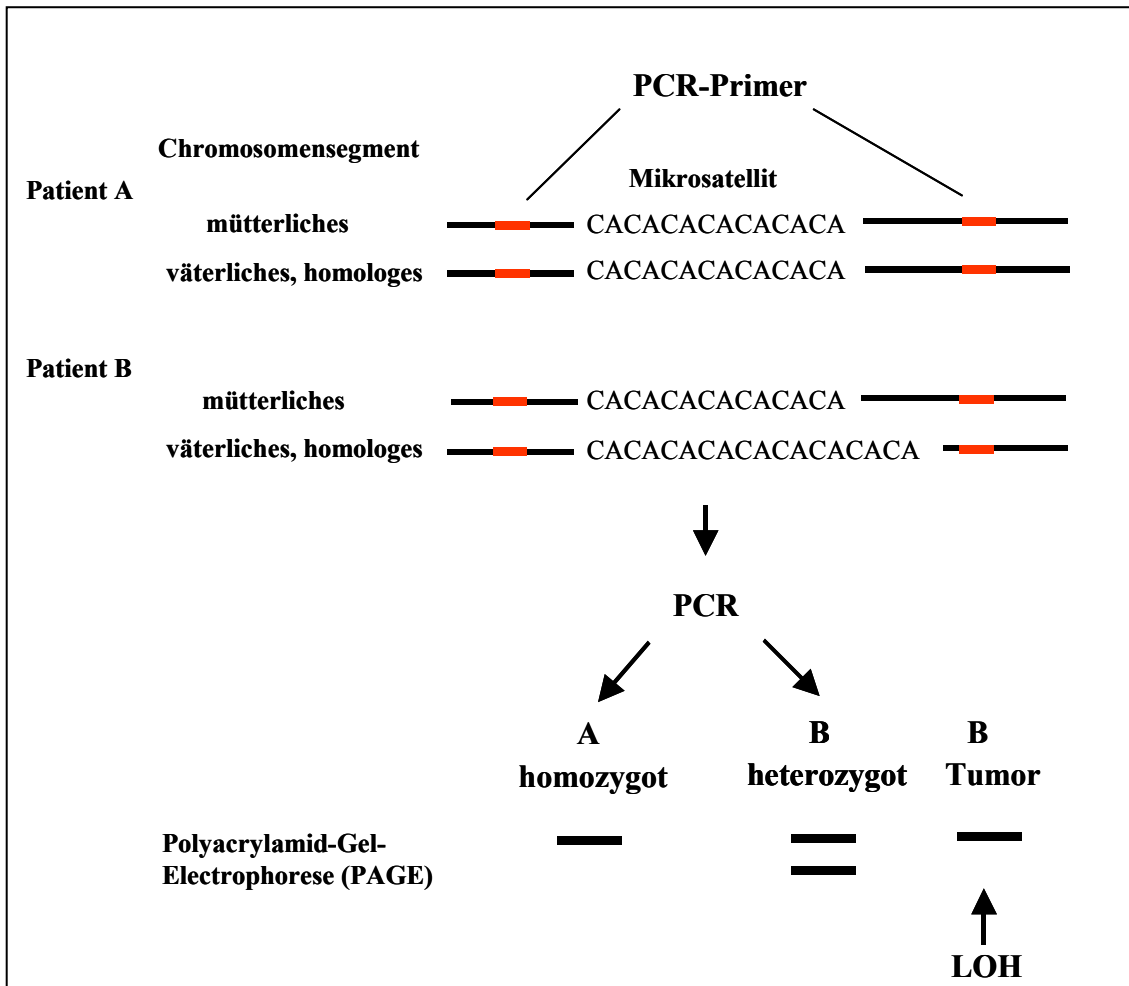 PCR-Primer
Chromosomensegment
Patient A
Mikrosatellit
mütterliches CACACACACACACA
väterliches, homologes CACACACACACACA
Patient B
mütterliches CACACACACACACA
väterliches, homologes CACACACACACACACACA
PCR
A B B
homozygot heterozygot Tumor
Polyacrylamid-Gel-
Electrophorese (PAGE)
LOH